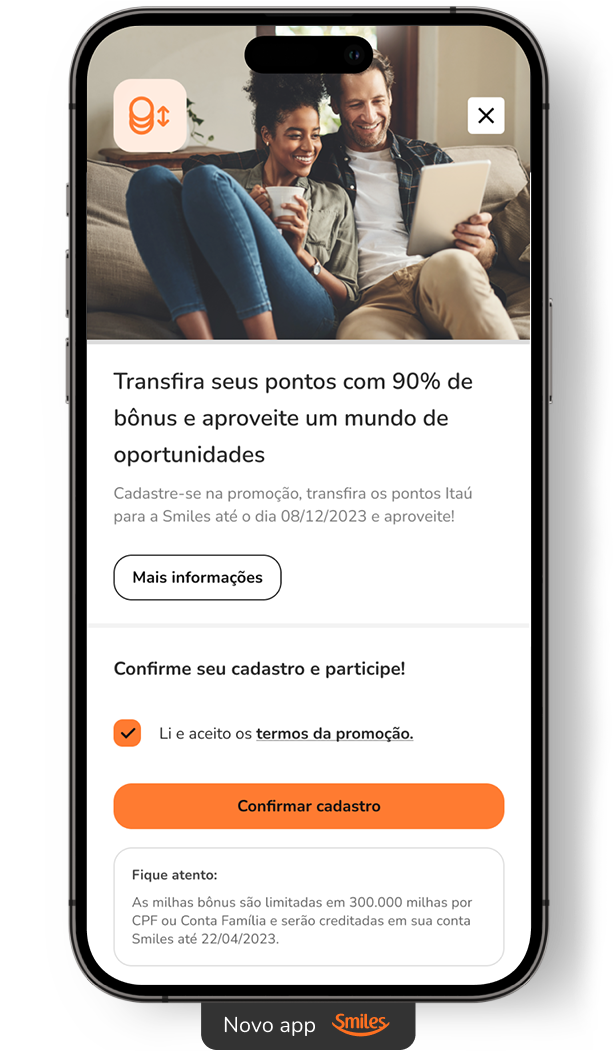 Transfira seus pontos com 90% de
bônus e aproveite um mundo de
oportunidades
Cadastre-se na promoção, transfira os pontos Itaú
para a Smiles até o dia 08/12/2023 e aproveite!
Mais informações
Confirme seu cadastro e participe!
Li e aceito os termos da promoção.
Confirmar cadastro
Fique atento:
As milhas bônus são limitadas em 300.000 milhas por
CPF ou Conta Família e serão creditadas em sua conta
Smiles até 22/04/2023.
Novo app Smiles